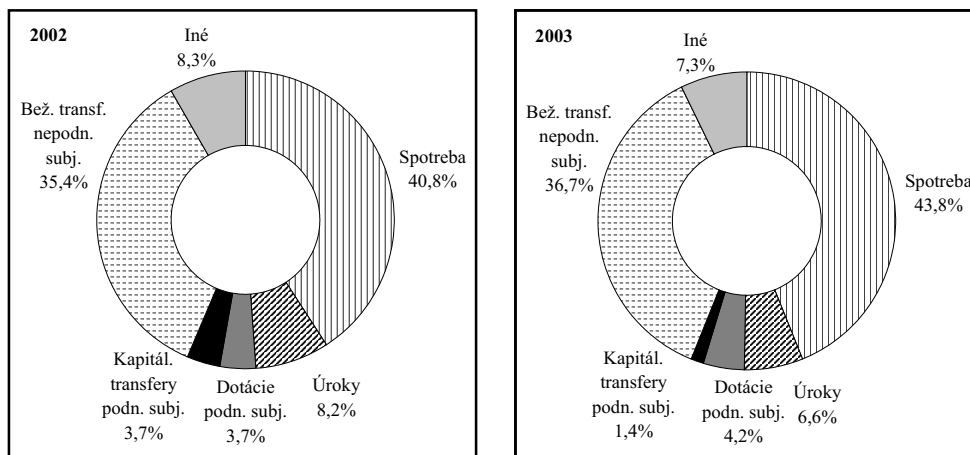 2002
Iné
8,3%
Bež. transf.
nepodn.
subj.
35,4%
Spotreba
40,8%
Kapitál.
transfery
podn. subj.
3,7%
Dotácie
podn. subj.
3,7%
Úroky
8,2%
2003
Iné
7,3%
Bež. transf.
nepodn.
subj.
36,7%
Spotreba
43,8%
Kapitál.
transfery
podn. subj.
1,4%
Dotácie
podn. subj.
4,2%
Úroky
6,6%